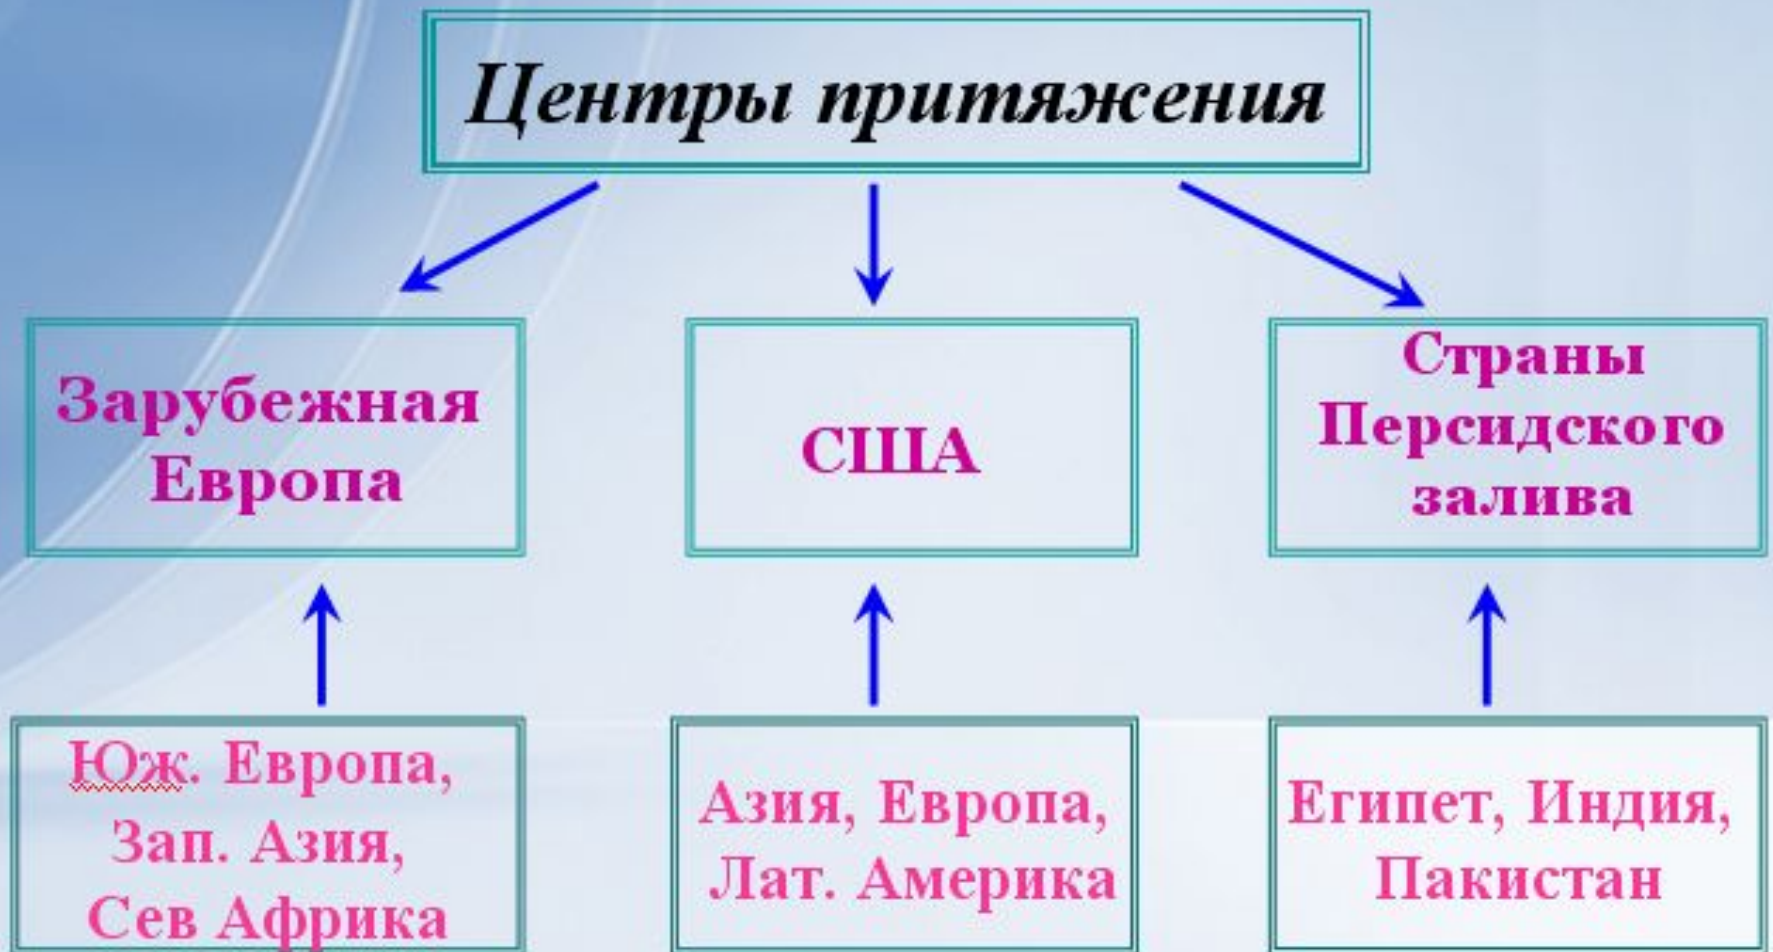 Центры притяжения
Зарубежная
Европа
США
Страны
Персидского
залива
Юж. Европа,
Зап. Азия,
Сев Африка
Азия, Европа,
Лат. Америка
Египет, Индия,
Пакистан